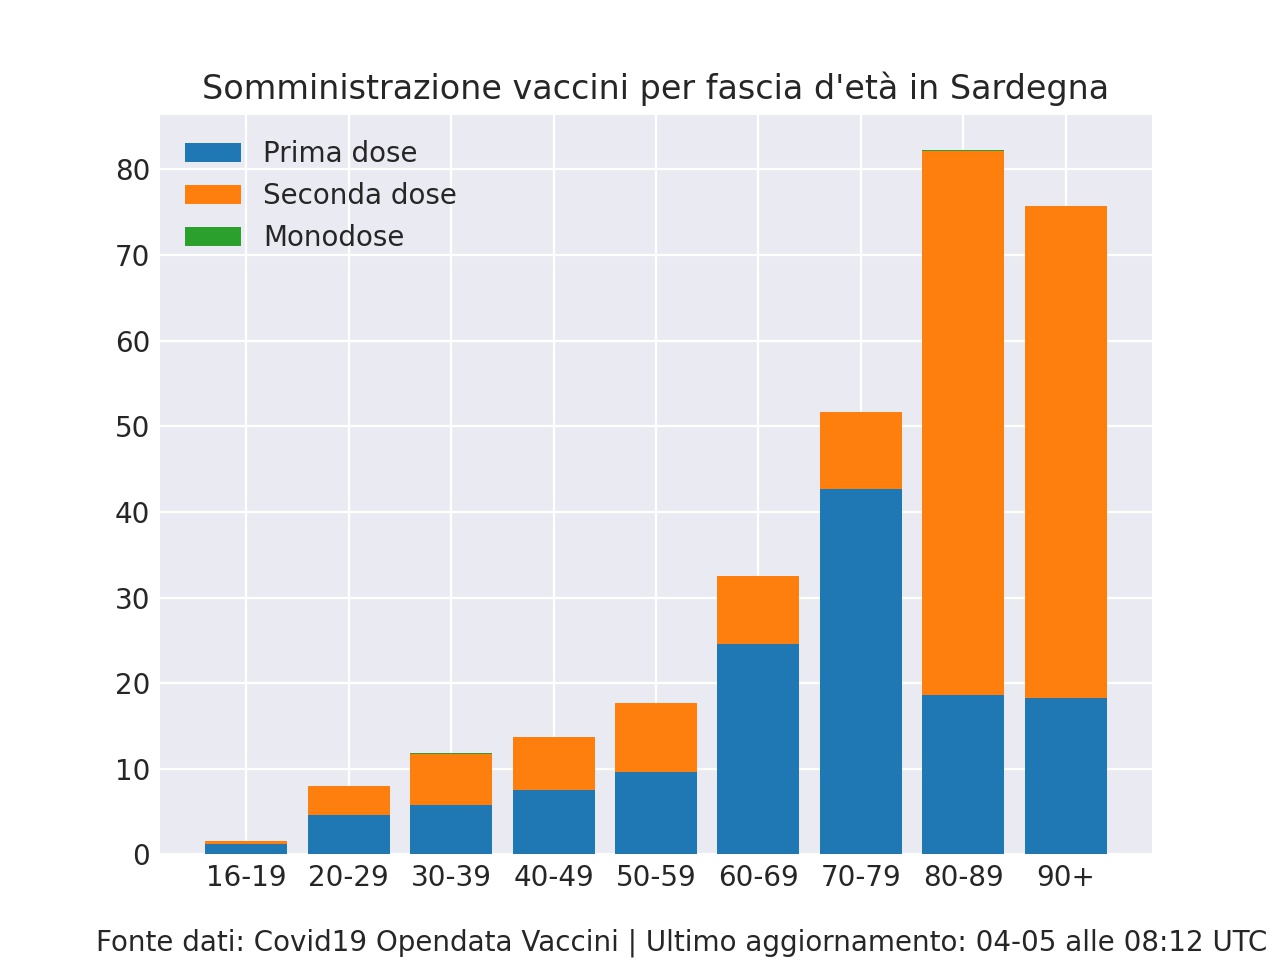 Somministrazione vaccini per fascia d'età in Sardegna
Prima dose
Seconda dose
Monodose
80
70
60
50
40
30
20
10
0
16-19 20-29 30-39 40-49 50-59 60-69 70-79 80-89 90+
Fonte dati: Covid19 Opendata Vaccini | Ultimo aggiornamento: 04-05 alle 08:12 UTC